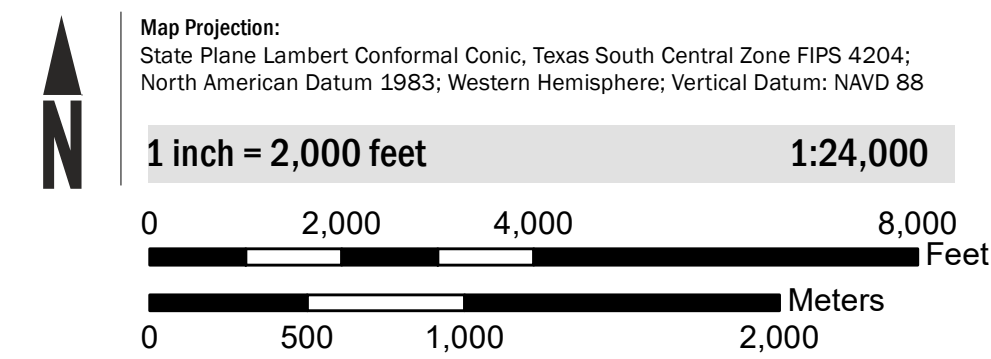 N
Map Projection:
State Plane Lambert Conformal Conic, Texas South Central Zone FIPS 4204;
North American Datum 1983; Western Hemisphere; Vertical Datum: NAVD 88
1 inch = 2,000 feet 1:24,000
0 2,000 4,000 8,000
Feet
Meters
0 500 1,000 2,000